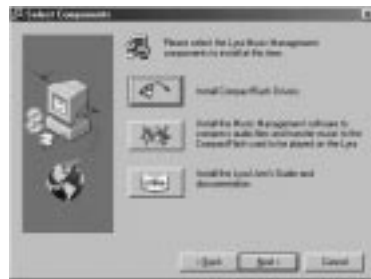 Select Components
Please select the Lyra Music Management
components to install at this time.
Install CompactFlash Drivers
Install the Music Management software to
compress audio files and transfer music to the
CompactFlash card to be played on the Lyra
Install the Lyra User's Guide and
documentation
< Back
Next >
Cancel